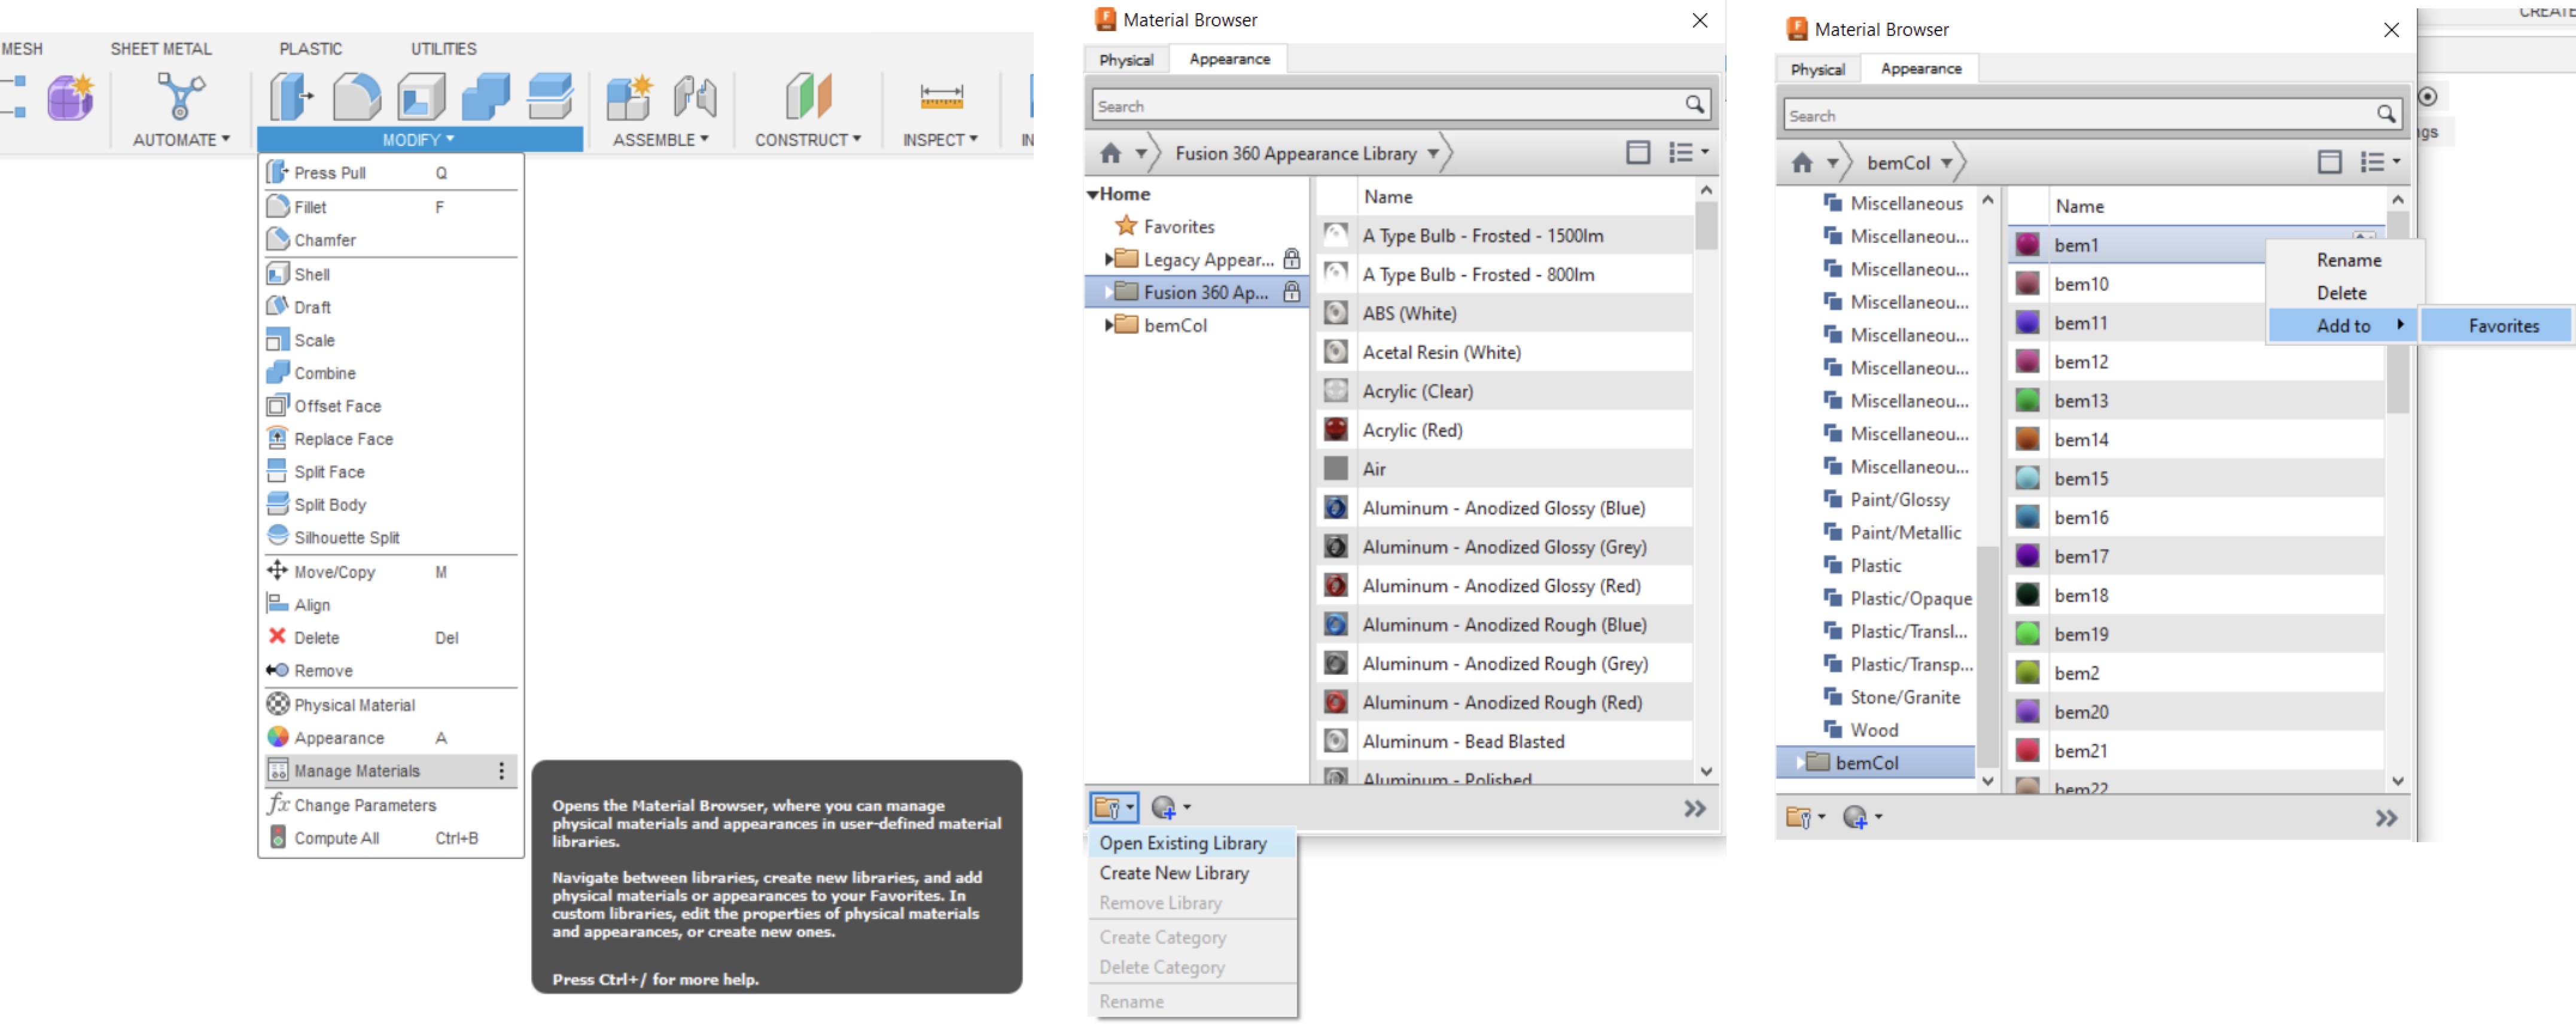 MESH SHEET METAL PLASTIC UTILITIES
AUTOMATE MODIFY ASSEMBLE CONSTRUCT INSPECT IN
Press Pull Q
Fillet F
Chamfer
Shell
Draft
Scale
Combine
Offset Face
Replace Face
Split Face
Split Body
Silhouette Split
Move/Copy M
Align
Delete Del
Remove
Physical Material
Appearance A
Manage Materials
fx Change Parameters
Compute All Ctrl+B
Opens the Material Browser, where you can manage
physical materials and appearances in user-defined material
libraries.
Navigate between libraries, create new libraries, and add
physical materials or appearances to your Favorites. In
custom libraries, edit the properties of physical materials
and appearances, or create new ones.
Press Ctrl+/ for more help.
Material Browser
Physical Appearance
Search
Fusion 360 Appearance Library
Home
Favorites
Legacy Appear...
Fusion 360 Ap...
bemCol
Name
A Type Bulb - Frosted - 1500lm
A Type Bulb - Frosted - 800lm
ABS (White)
Acetal Resin (White)
Acrylic (Clear)
Acrylic (Red)
Air
Aluminum - Anodized Glossy (Blue)
Aluminum - Anodized Glossy (Grey)
Aluminum - Anodized Glossy (Red)
Aluminum - Anodized Rough (Blue)
Aluminum - Anodized Rough (Grey)
Aluminum - Anodized Rough (Red)
Aluminum - Bead Blasted
Aluminum - Polished
Open Existing Library
Create New Library
Remove Library
Create Category
Delete Category
Rename
CREATE
Material Browser
Physical Appearance
Search
ngs
bemCol
Miscellaneous
Miscellaneou...
Miscellaneou...
Miscellaneou...
Miscellaneou...
Miscellaneou...
Miscellaneou...
Miscellaneou...
Miscellaneou...
Paint/Glossy
Paint/Metallic
Plastic
Plastic/Opaque
Plastic/Transl...
Plastic/Transp...
Stone/Granite
Wood
bemCol
Name
bem1
bem10
bem11
bem12
bem13
bem14
bem15
bem16
bem17
bem18
bem19
bem2
bem20
bem21
bem22
Rename
Delete
Add to
Favorites